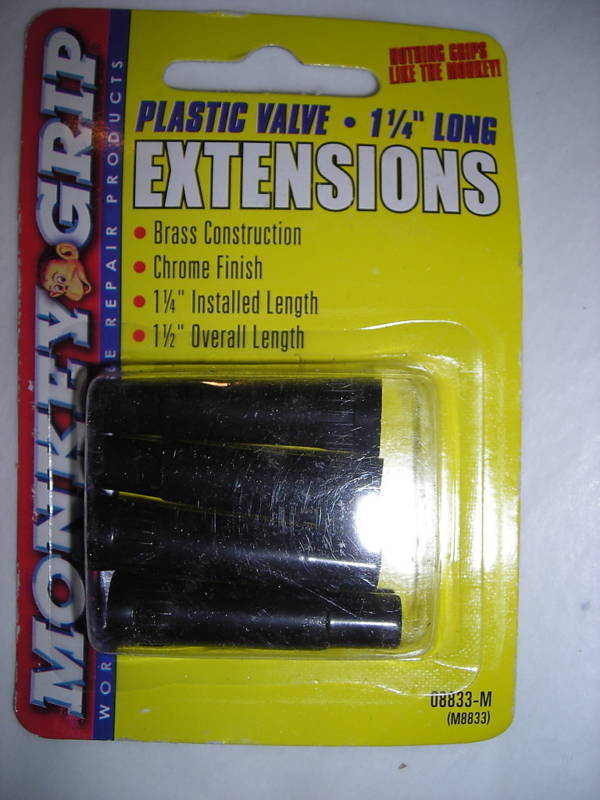 NOTHING GRIPS
LIKE THE MONKEY!
PLASTIC VALVE • 1¼" LONG
EXTENSIONS
• Brass Construction
• Chrome Finish
• 1¼" Installed Length
• 1½" Overall Length
MONKEY GRIP
WOR E REPAIR PRODUCTS
08833-M
(M8833)